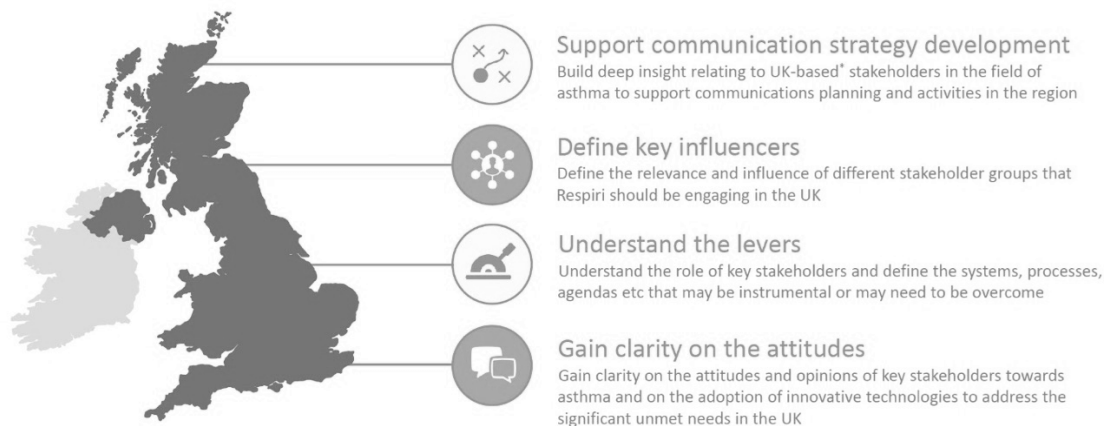 Support communication strategy development
Build deep insight relating to UK-based* stakeholders in the field of
asthma to support communications planning and activities in the region
Define key influencers
Define the relevance and influence of different stakeholder groups that
Respiri should be engaging in the UK
Understand the levers
Understand the role of key stakeholders and define the systems, processes,
agendas etc that may be instrumental or may need to be overcome
Gain clarity on the attitudes
Gain clarity on the attitudes and opinions of key stakeholders towards
asthma and on the adoption of innovative technologies to address the
significant unmet needs in the UK